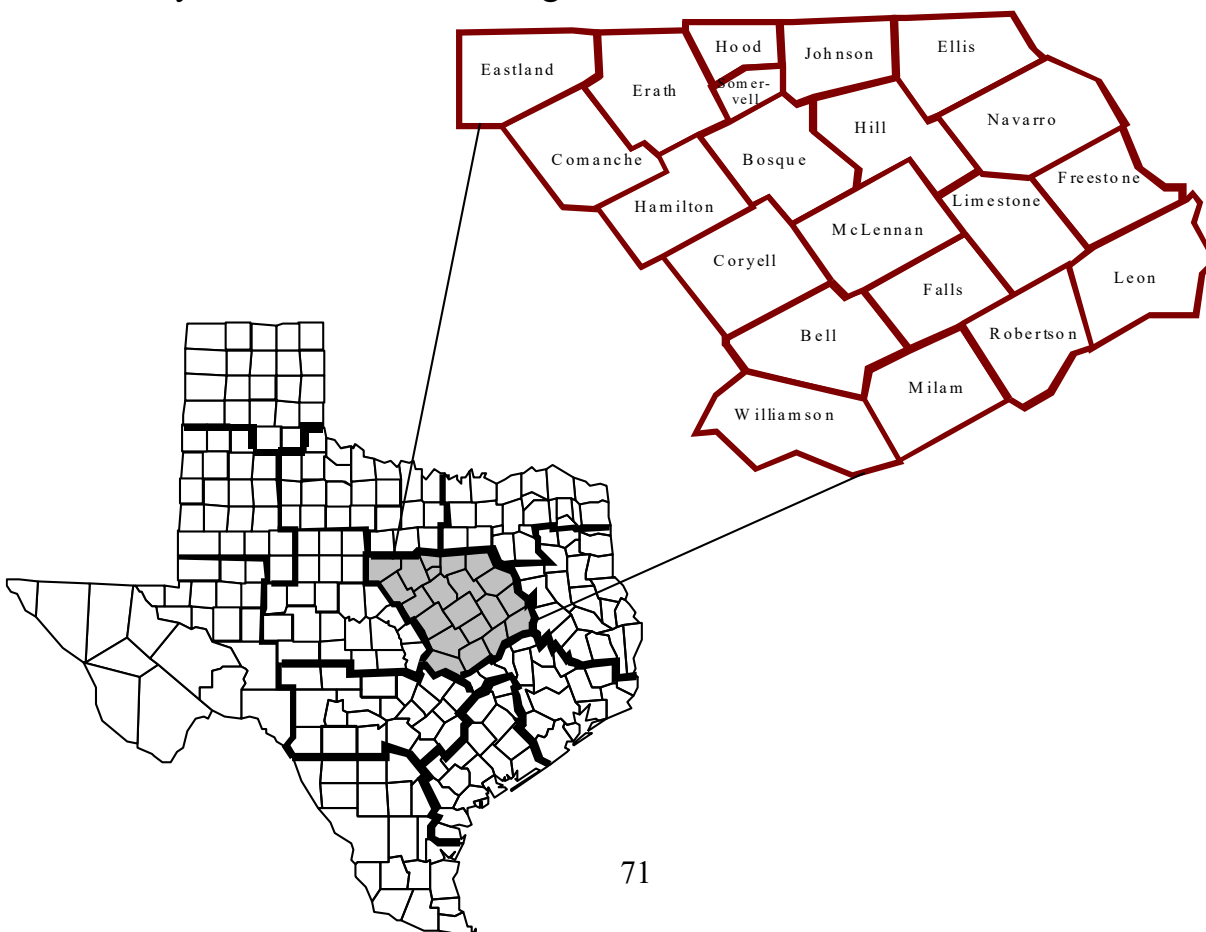 Hood
Johnson
Ellis
Eastland
Erath
Somer-
vell
Hill
Navarro
Comanche
Bosque
Freestone
Hamilton
Limestone
McLennan
Coryell
Falls
Leon
Bell
Robertson
Milam
Williamson
71